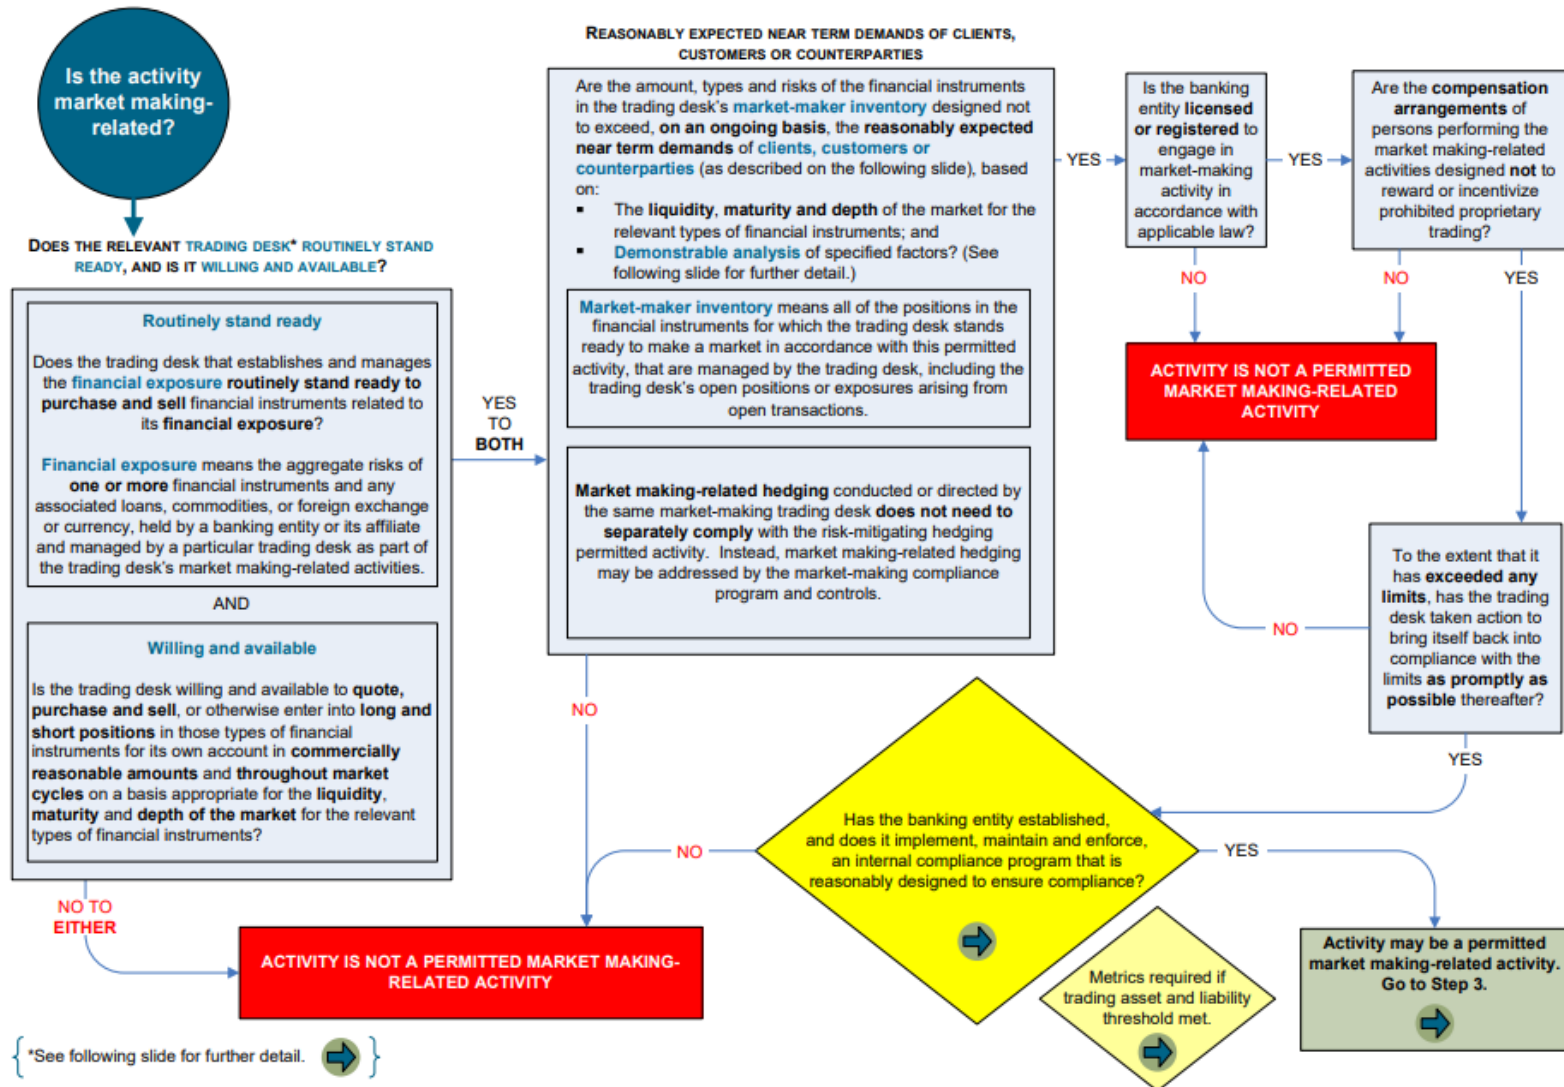 Is the activity
market making-
related?
DOES THE RELEVANT TRADING DESK* ROUTINELY STAND
READY, AND IS IT WILLING AND AVAILABLE?
Routinely stand ready
Does the trading desk that establishes and manages
the financial exposure routinely stand ready to
purchase and sell financial instruments related to
its financial exposure?
Financial exposure means the aggregate risks of
one or more financial instruments and any
associated loans, commodities, or foreign exchange
or currency, held by a banking entity or its affiliate
and managed by a particular trading desk as part of
the trading desk's market making-related activities.
AND
Willing and available
Is the trading desk willing and available to quote,
purchase and sell, or otherwise enter into long and
short positions in those types of financial
instruments for its own account in commercially
reasonable amounts and throughout market
cycles on a basis appropriate for the liquidity,
maturity and depth of the market for the relevant
types of financial instruments?
NO TO
EITHER
YES
TO
BOTH
REASONABLY EXPECTED NEAR TERM DEMANDS OF CLIENTS,
CUSTOMERS OR COUNTERPARTIES
Are the amount, types and risks of the financial instruments
in the trading desk's market-maker inventory designed not
to exceed, on an ongoing basis, the reasonably expected
near term demands of clients, customers or
counterparties (as described on the following slide), based
on:
▪ The liquidity, maturity and depth of the market for the
relevant types of financial instruments; and
▪ Demonstrable analysis of specified factors? (See
following slide for further detail.)
Market-maker inventory means all of the positions in the
financial instruments for which the trading desk stands
ready to make a market in accordance with this permitted
activity, that are managed by the trading desk, including the
trading desk's open positions or exposures arising from
open transactions.
Market making-related hedging conducted or directed by
the same market-making trading desk does not need to
separately comply with the risk-mitigating hedging
permitted activity. Instead, market making-related hedging
may be addressed by the market-making compliance
program and controls.
NO
YES
Is the banking
entity licensed
or registered to
engage in
market-making
activity in
accordance with
applicable law?
NO
YES
Are the compensation
arrangements of
persons performing the
market making-related
activities designed not to
reward or incentivize
prohibited proprietary
trading?
NO
YES
ACTIVITY IS NOT A PERMITTED
MARKET MAKING-RELATED
ACTIVITY
To the extent that it
has exceeded any
limits, has the trading
desk taken action to
bring itself back into
compliance with the
limits as promptly as
possible thereafter?
NO
YES
Has the banking entity established,
and does it implement, maintain and enforce,
an internal compliance program that is
reasonably designed to ensure compliance?
NO
YES
ACTIVITY IS NOT A PERMITTED MARKET MAKING-
RELATED ACTIVITY
Metrics required if
trading asset and liability
threshold met.
Activity may be a permitted
market making-related activity.
Go to Step 3.
*See following slide for further detail.